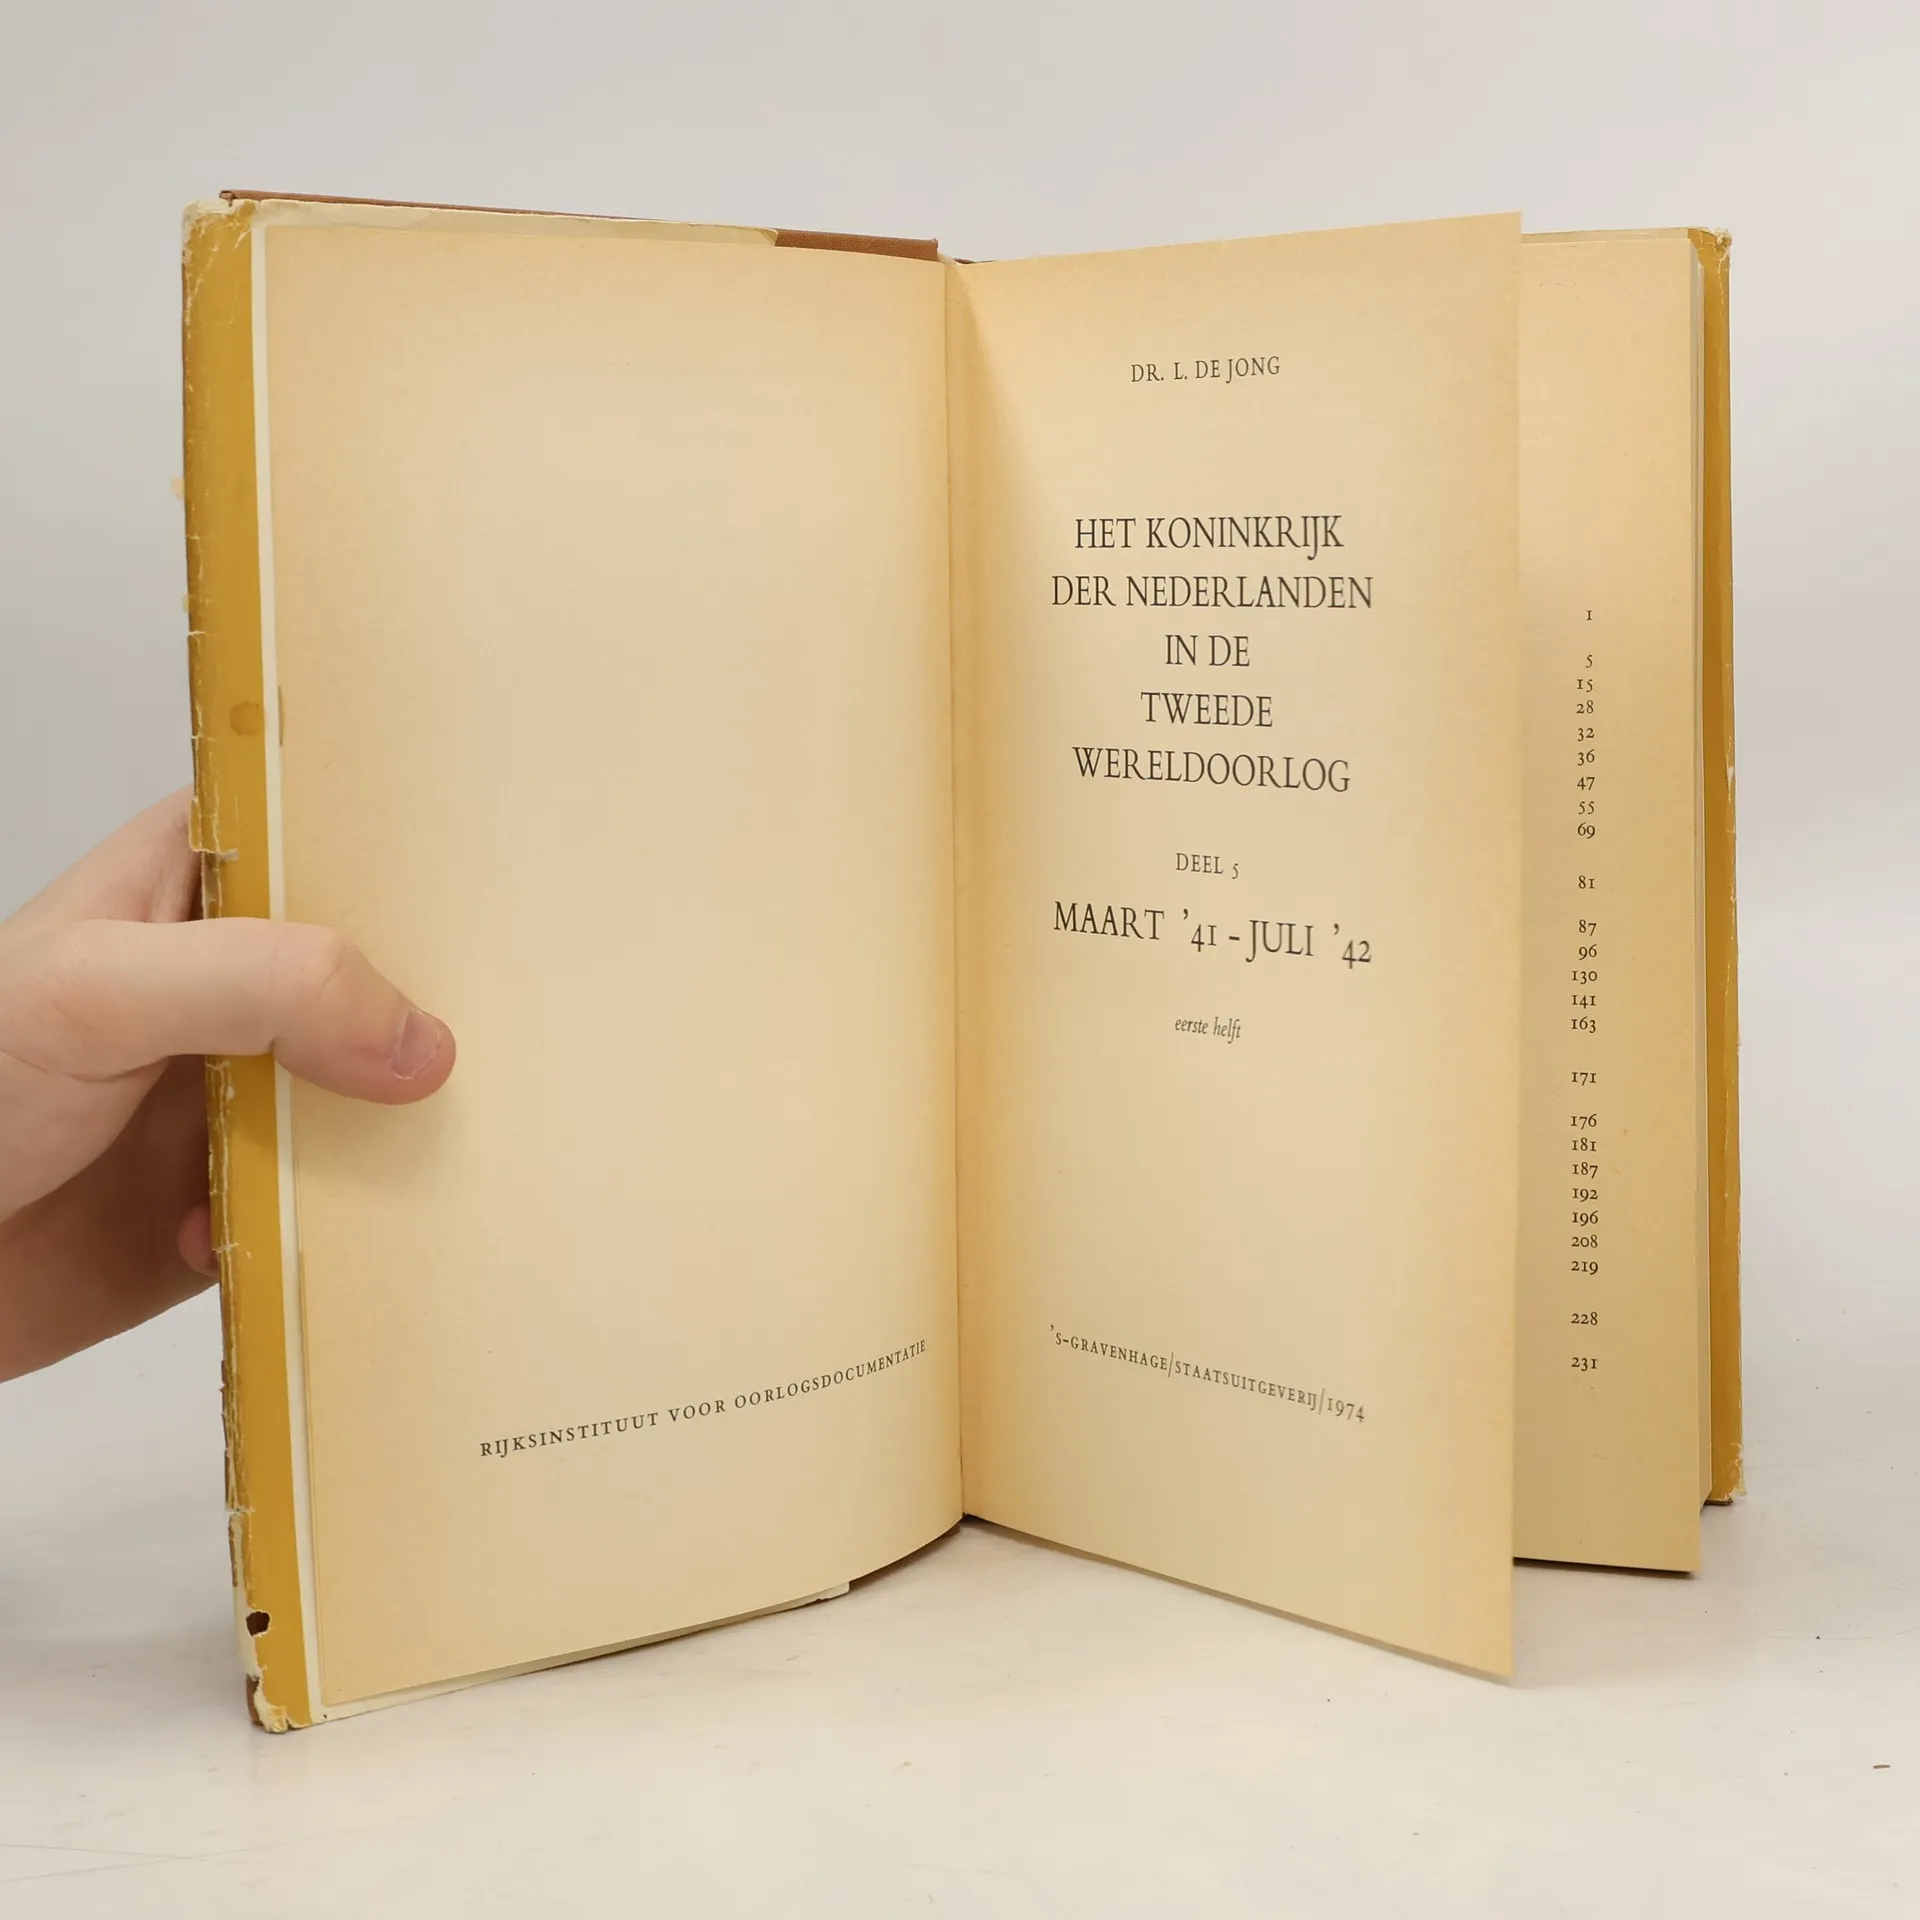 RIJKSINSTITUUT VOOR OORLOGSDOCUMENTATIE
DR. L. DE JONG
HET KONINKRIJK
DER NEDERLANDEN
IN DE
TWEEDE
WERELDOORLOG
DEEL 5
MAART '41 - JULI '42
eerste helft
's-GRAVENHAGE/STAATSUITGEVERIJ/1974
1
5
15
28
32
36
47
55
69
81
87
96
130
141
163
171
176
181
187
192
196
208
219
228
231